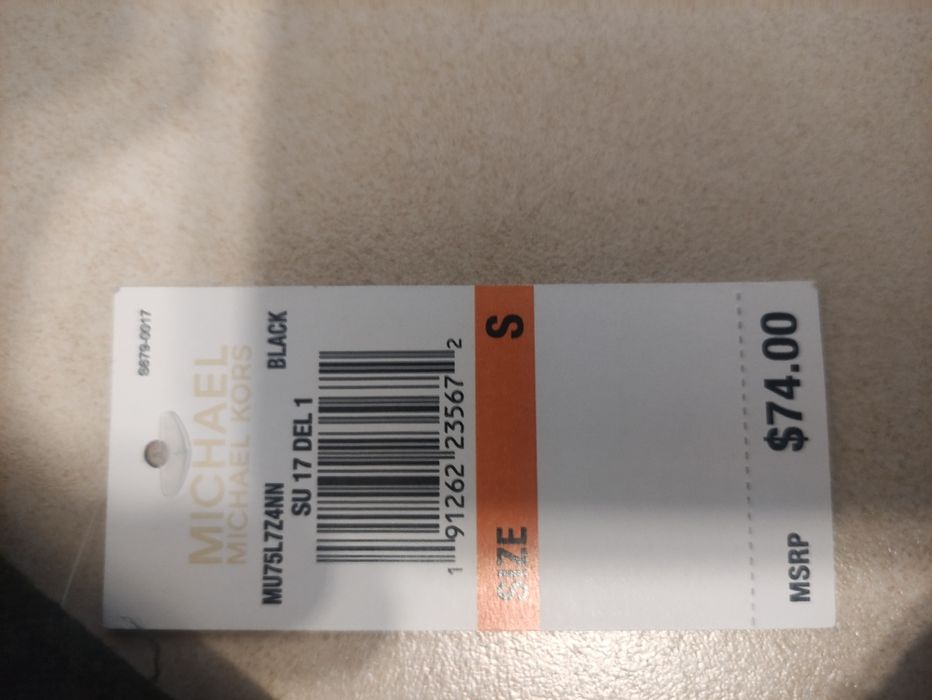 S679-0017
MICHAEL
MICHAEL KORS
MU75L7Z4NN BLACK
SU 17 DEL 1
1 91262 23567 2
SIZE S
MSRP $74.00